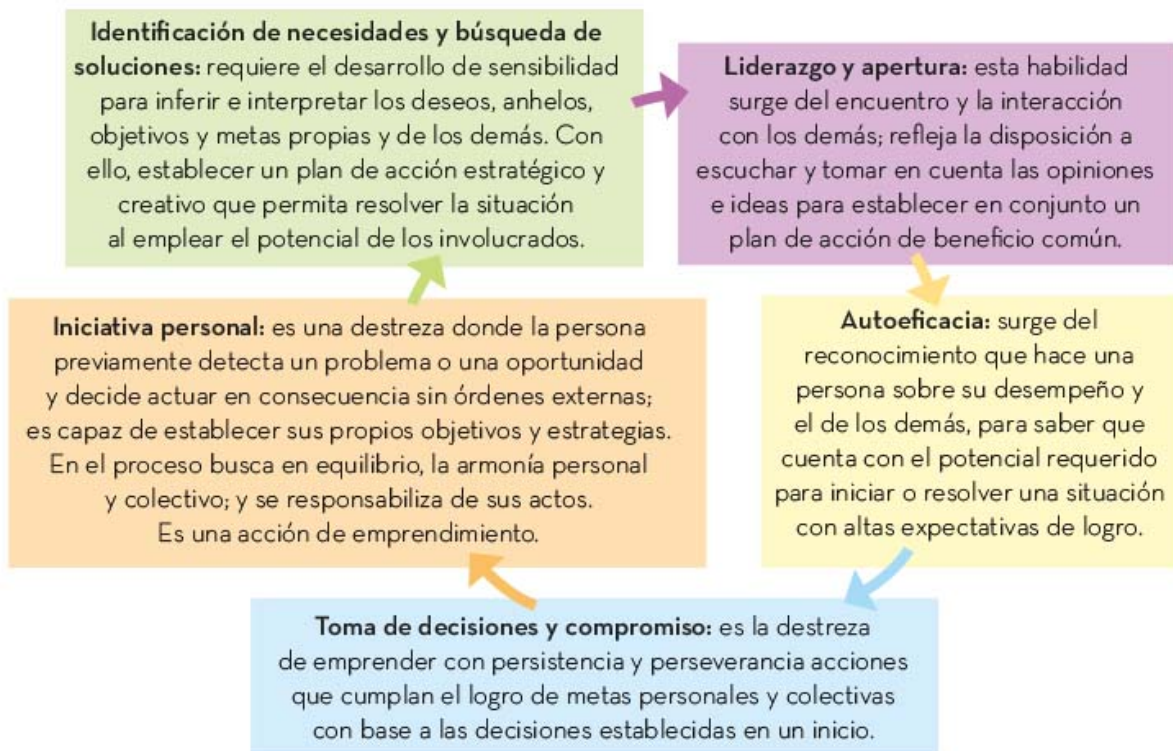 Identificación de necesidades y búsqueda de
soluciones: requiere el desarrollo de sensibilidad
para inferir e interpretar los deseos, anhelos,
objetivos y metas propias y de los demás. Con
ello, establecer un plan de acción estratégico y
creativo que permita resolver la situación
al emplear el potencial de los involucrados.
Liderazgo y apertura: esta habilidad
surge del encuentro y la interacción
con los demás; refleja la disposición a
escuchar y tomar en cuenta las opiniones
e ideas para establecer en conjunto un
plan de acción de beneficio común.
Autoeficacia: surge del
reconocimiento que hace una
persona sobre su desempeño y
el de los demás, para saber que
cuenta con el potencial requerido
para iniciar o resolver una situación
con altas expectativas de logro.
Toma de decisiones y compromiso: es la destreza
de emprender con persistencia y perseverancia acciones
que cumplan el logro de metas personales y colectivas
con base a las decisiones establecidas en un inicio.
Iniciativa personal: es una destreza donde la persona
previamente detecta un problema o una oportunidad
y decide actuar en consecuencia sin órdenes externas;
es capaz de establecer sus propios objetivos y estrategias.
En el proceso busca en equilibrio, la armonía personal
y colectivo; y se responsabiliza de sus actos.
Es una acción de emprendimiento.